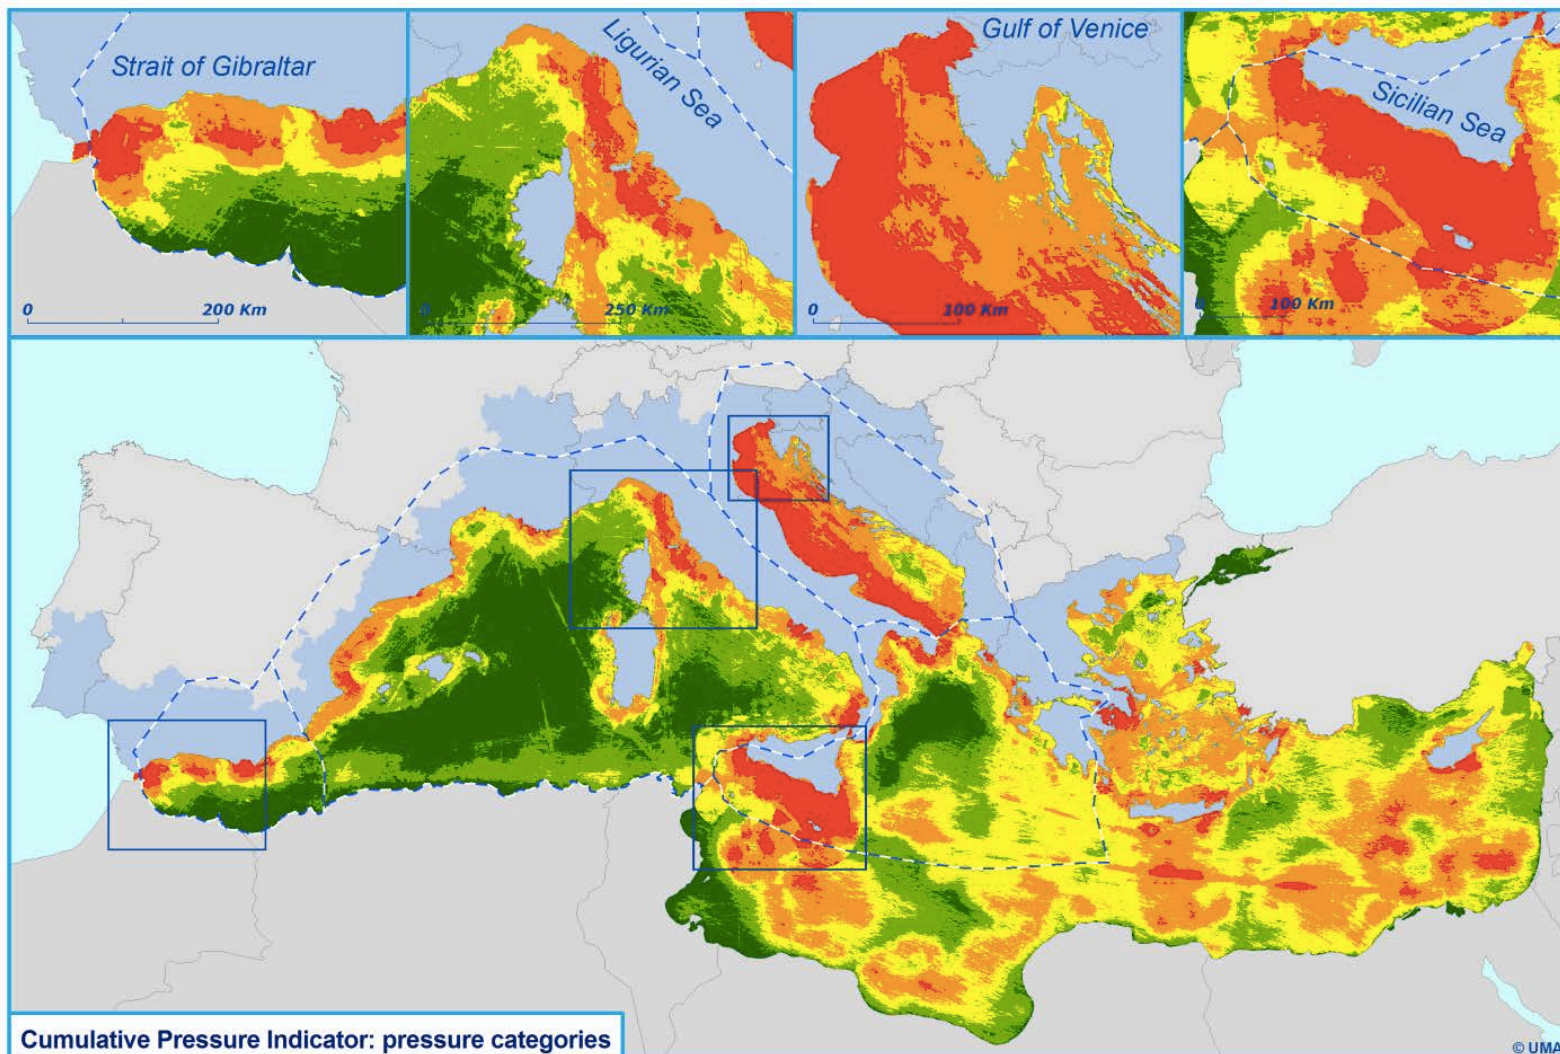 Strait of Gibraltar
0 200 Km
Ligurian Sea
0 250 Km
Gulf of Venice
0 100 Km
Sicilian Sea
100 Km
Cumulative Pressure Indicator: pressure categories
© UMA